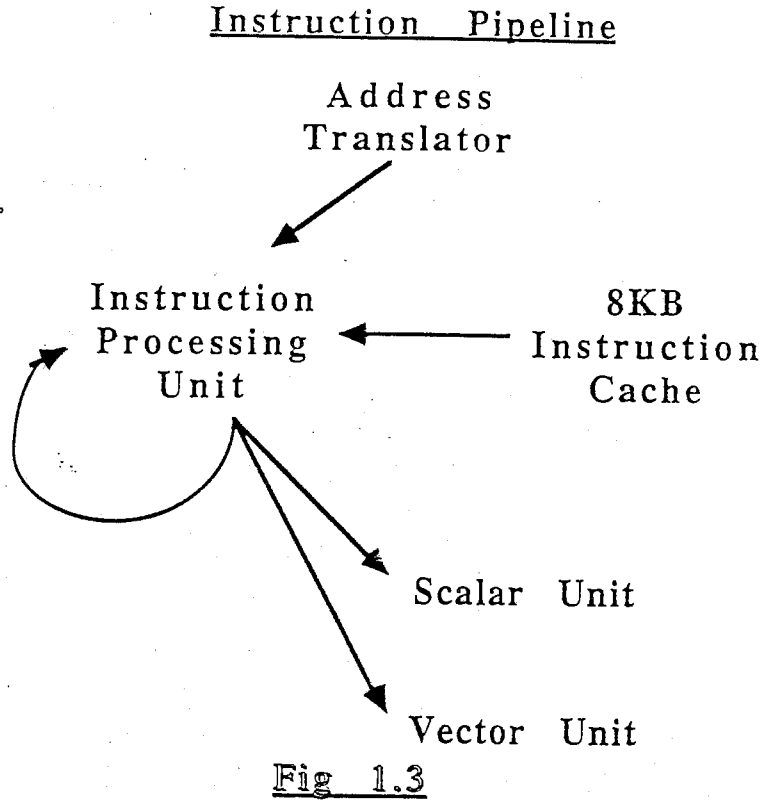 Instruction Pipeline
Address
Translator
Instruction
Processing
Unit
8KB
Instruction
Cache
Scalar Unit
Vector Unit
Fig 1.3